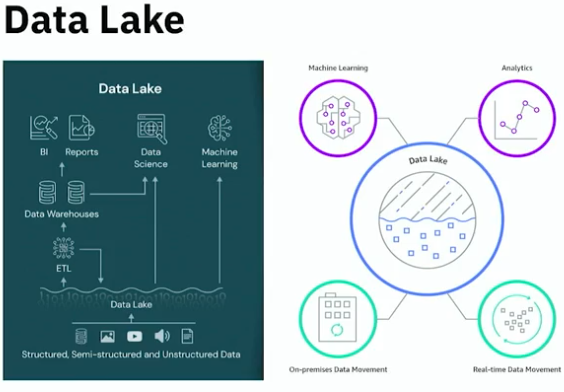 Data Lake
Data Lake
BI
Reports
Data
Science
Machine
Learning
Data Warehouses
ETL
Data Lake
Structured, Semi-structured and Unstructured Data
Machine Learning
Analytics
Data Lake
On-premises Data Movement
Real-time Data Movement